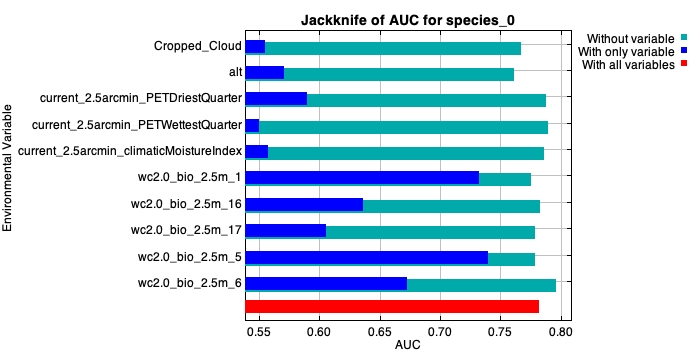 Jackknife of AUC for species_0
Without variable
With only variable
With all variables
Environmental Variable
Cropped_Cloud
alt
current_2.5arcmin_PETDriestQuarter
current_2.5arcmin_PETWettestQuarter
current_2.5arcmin_climaticMoistureIndex
wc2.0_bio_2.5m_1
wc2.0_bio_2.5m_16
wc2.0_bio_2.5m_17
wc2.0_bio_2.5m_5
wc2.0_bio_2.5m_6
0.55 0.60 0.65 0.70 0.75 0.80
AUC